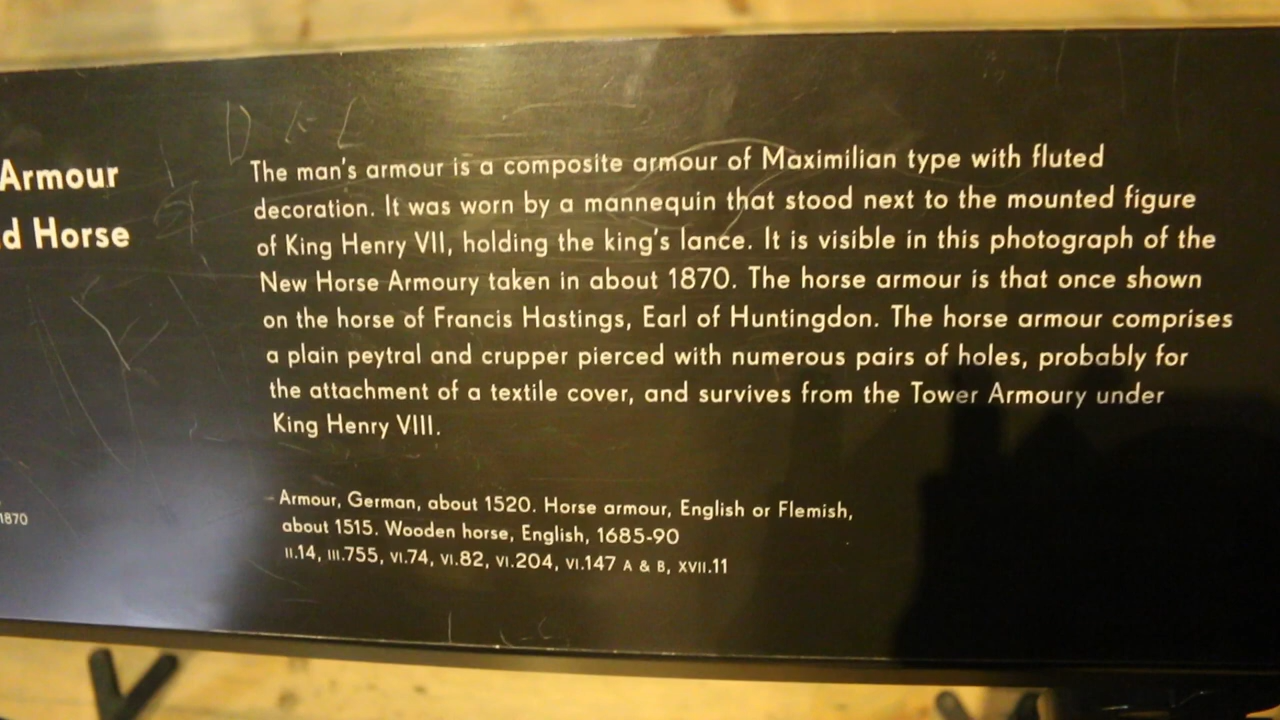 Armour
d Horse
The man's armour is a composite armour of Maximilian type with fluted
decoration. It was worn by a mannequin that stood next to the mounted figure
of King Henry VII, holding the king's lance. It is visible in this photograph of the
New Horse Armoury taken in about 1870. The horse armour is that once shown
on the horse of Francis Hastings, Earl of Huntingdon. The horse armour comprises
a plain peytral and crupper pierced with numerous pairs of holes, probably for
the attachment of a textile cover, and survives from the Tower Armoury under
King Henry VIII.
1870
Armour, German, about 1520. Horse armour, English or Flemish,
about 1515. Wooden horse, English, 1685-90
II.14, III.755, VI.74, VI.82, VI.204, VI.147 A & B, XVII.11